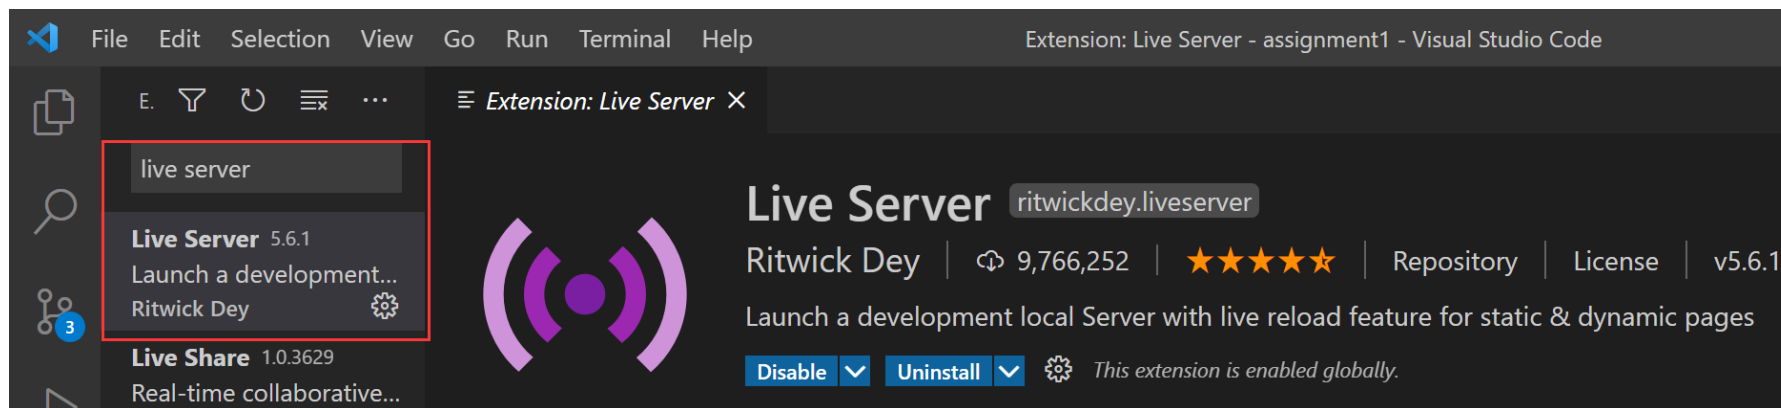 File Edit Selection View Go Run Terminal Help
Extension: Live Server - assignment1 - Visual Studio Code
E.
Extension: Live Server
live server
Live Server 5.6.1
Launch a development...
Ritwick Dey
3
Live Share 1.0.3629
Real-time collaborative...
Live Server ritwickdey.liveserver
Ritwick Dey 9,766,252 Repository License v5.6.1
Launch a development local Server with live reload feature for static & dynamic pages
Disable Uninstall This extension is enabled globally.